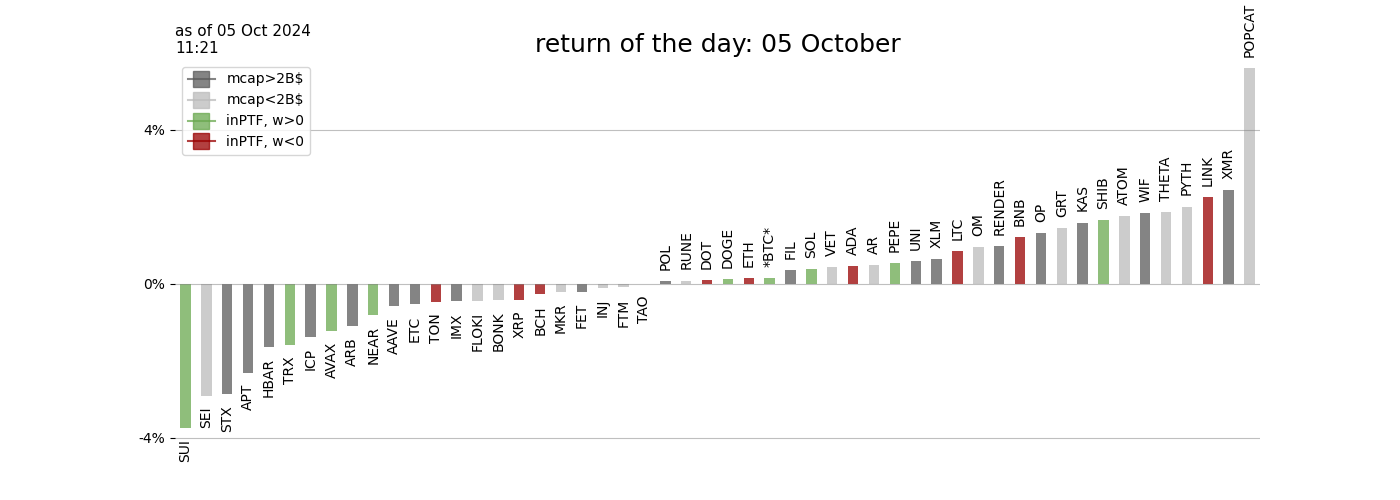 as of 05 Oct 2024
11:21
return of the day: 05 October
mcap>2B$
mcap<2B$
inPTF, w>0
inPTF, w<0
4%
0%
-4%
SUI
SEI
STX
APT
HBAR
TRX
ICP
AVAX
ARB
NEAR
AAVE
ETC
TON
IMX
FLOKI
BONK
XRP
BCH
MKR
FET
INJ
FTM
TAO
POL
RUNE
DOT
DOGE
ETH
*BTC*
FIL
SOL
VET
ADA
AR
PEPE
UNI
XLM
LTC
OM
RENDER
BNB
OP
GRT
KAS
SHIB
ATOM
WIF
THETA
PYTH
LINK
XMR
POPCAT